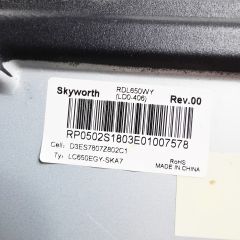 Skyworth RDL650WY Rev.00
(LD0-406)
RP0502S1803E01007578
Cell: D3ES7807Z802C1
Ty: LC650EGY-SKA7
RoHS
MADE IN CHINA